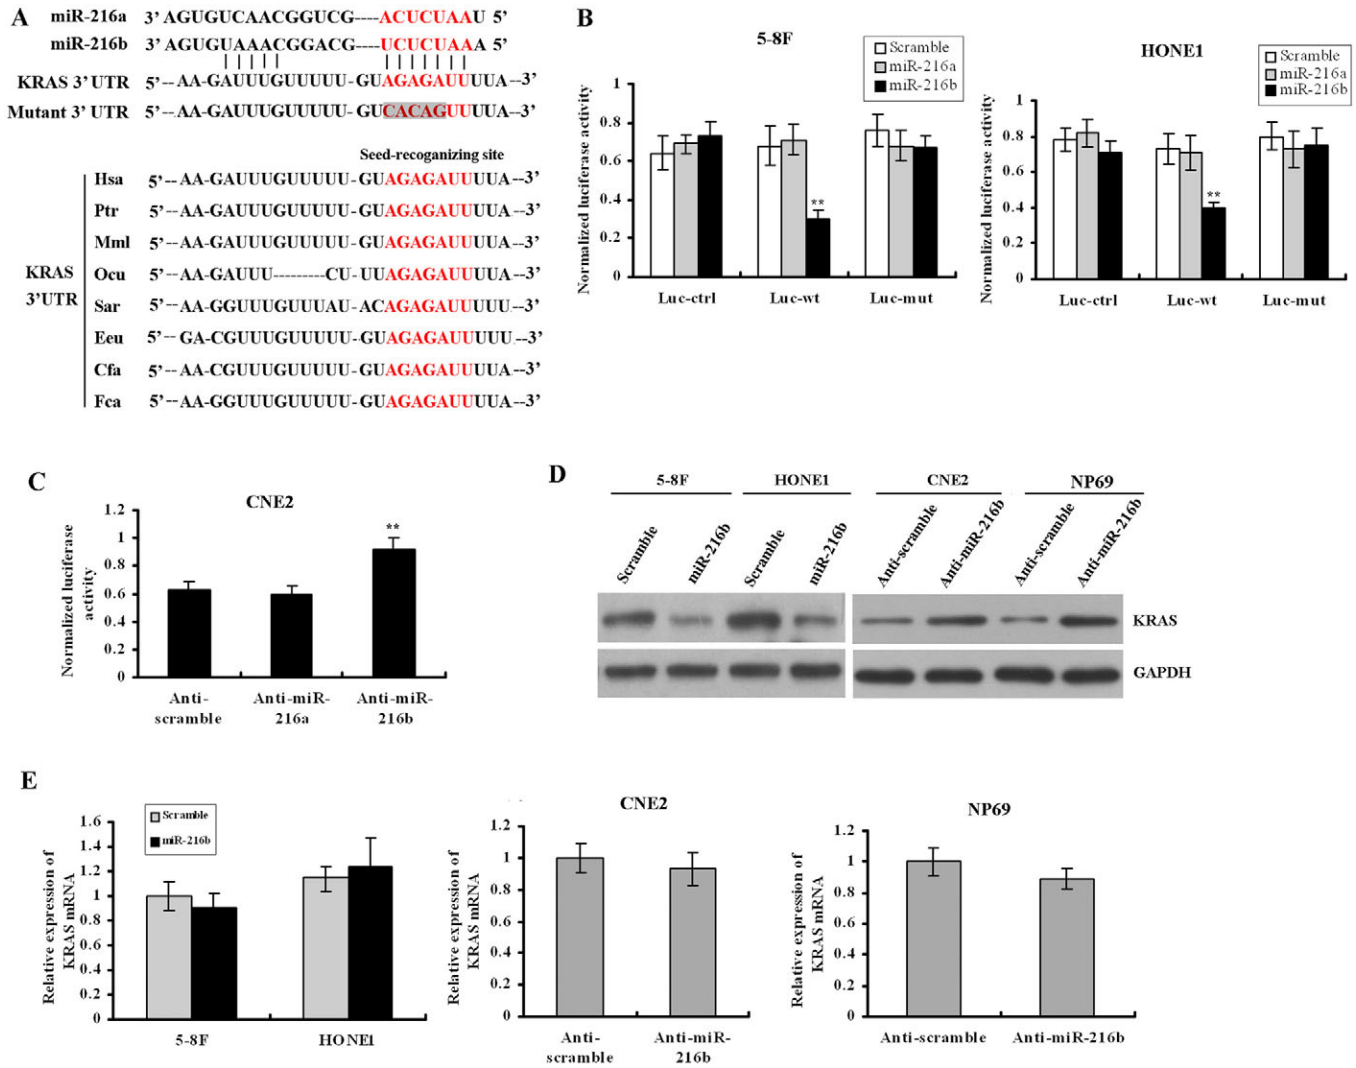 A
miR-216a 3' AGUGUCAACGGUCG----ACUCUAAU 5'
miR-216b 3' AGUGUAAACGGACG----UCUCUAAA 5'
KRAS 3' UTR 5'-- AA-GAUUUGUUUUU-GUAGAGAUUUUA--3'
Mutant 3' UTR 5'-- AA-GAUUUGUUUUU-GUCACAGUUUUA--3'
Seed-recoganizing site
KRAS
3'UTR
Hsa 5'-- AA-GAUUUGUUUUU-GUAGAGAUUUUA--3'
Ptr 5'-- AA-GAUUUGUUUUU-GUAGAGAUUUUA--3'
Mml 5'-- AA-GAUUUGUUUUU-GUAGAGAUUUUA--3'
Ocu 5'-- AA-GAUUU---------CU-UUAGAGAUUUUA--3'
Sar 5'-- AA-GGUUUGUUUAU-ACAGAGAUUUUU--3'
Eeu 5'-- GA-CGUUUGUUUUU-GUAGAGAUUUUU--3'
Cfa 5'-- AA-CGUUUGUUUUU-GUAGAGAUUUUA--3'
Fca 5'-- AA-GGUUUGUUUUU-GUAGAGAUUUUA--3'
B
5-8F
Scramble
miR-216a
miR-216b
Normalized luciferase activity
1
0.8
0.6
0.4
0.2
0
**
Luc-ctrl Luc-wt Luc-mut
HONE1
Scramble
miR-216a
miR-216b
Normalized luciferase activity
1
0.8
0.6
0.4
0.2
0
**
Luc-ctrl Luc-wt Luc-mut
C
CNE2
Normalized luciferase
activity
1.2
1
0.8
0.6
0.4
0.2
0
**
Anti-
scramble
Anti-miR-
216a
Anti-miR-
216b
D
5-8F HONE1 CNE2 NP69
Scramble
miR-216b
Scramble
miR-216b
Anti-scramble
Anti-miR-216b
Anti-scramble
Anti-miR-216b
KRAS
GAPDH
E
Scramble
miR-216b
Relative expression of
KRAS mRNA
1.6
1.4
1.2
1
0.8
0.6
0.4
0.2
0
5-8F HONE1
CNE2
Relative expression of
KRAS mRNA
1.2
1
0.8
0.6
0.4
0.2
0
Anti-
scramble
Anti-miR-
216b
NP69
Relative expression of
KRAS mRNA
1.2
1
0.8
0.6
0.4
0.2
0
Anti-scramble Anti-miR-216b